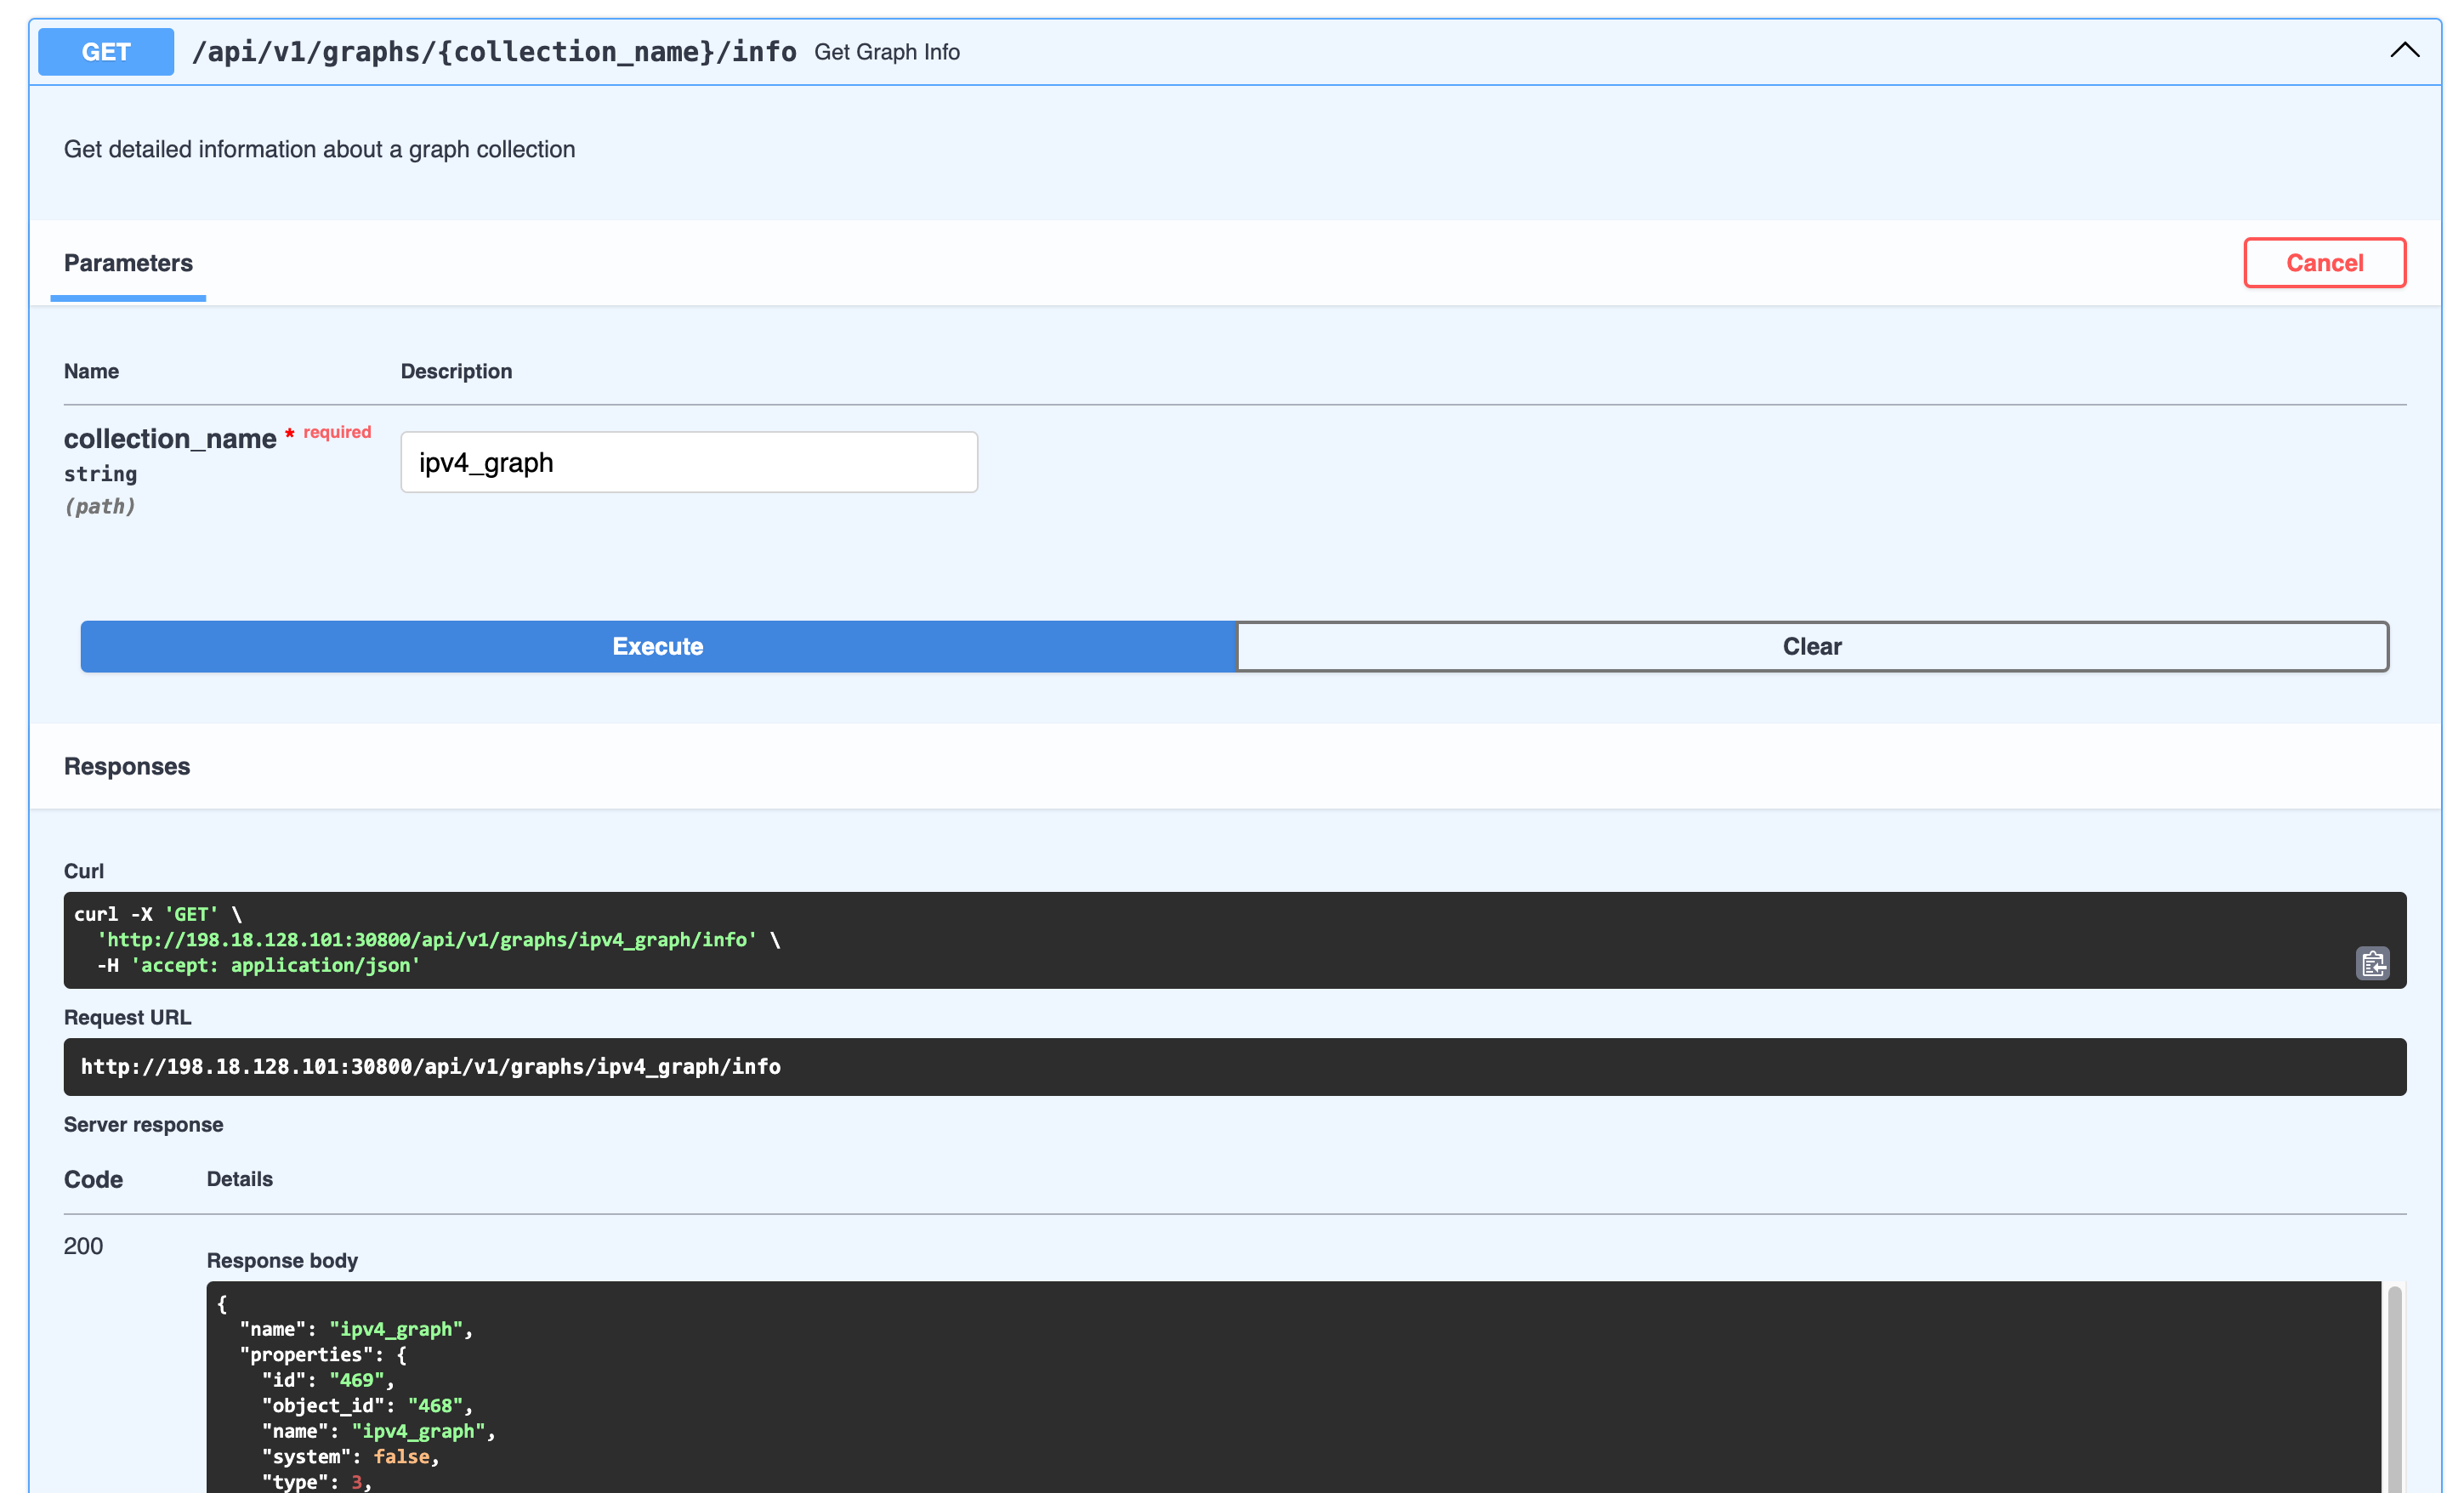 GET /api/v1/graphs/{collection_name}/info Get Graph Info
Get detailed information about a graph collection
Parameters
Cancel
Name Description
collection_name * required
string
(path)
ipv4_graph
Execute Clear
Responses
Curl
curl -X 'GET' \
'http://198.18.128.101:30800/api/v1/graphs/ipv4_graph/info' \
-H 'accept: application/json'
Request URL
http://198.18.128.101:30800/api/v1/graphs/ipv4_graph/info
Server response
Code Details
200
Response body
{
"name": "ipv4_graph",
"properties": {
"id": "469",
"object_id": "468",
"name": "ipv4_graph",
"system": false,
"type": 3,